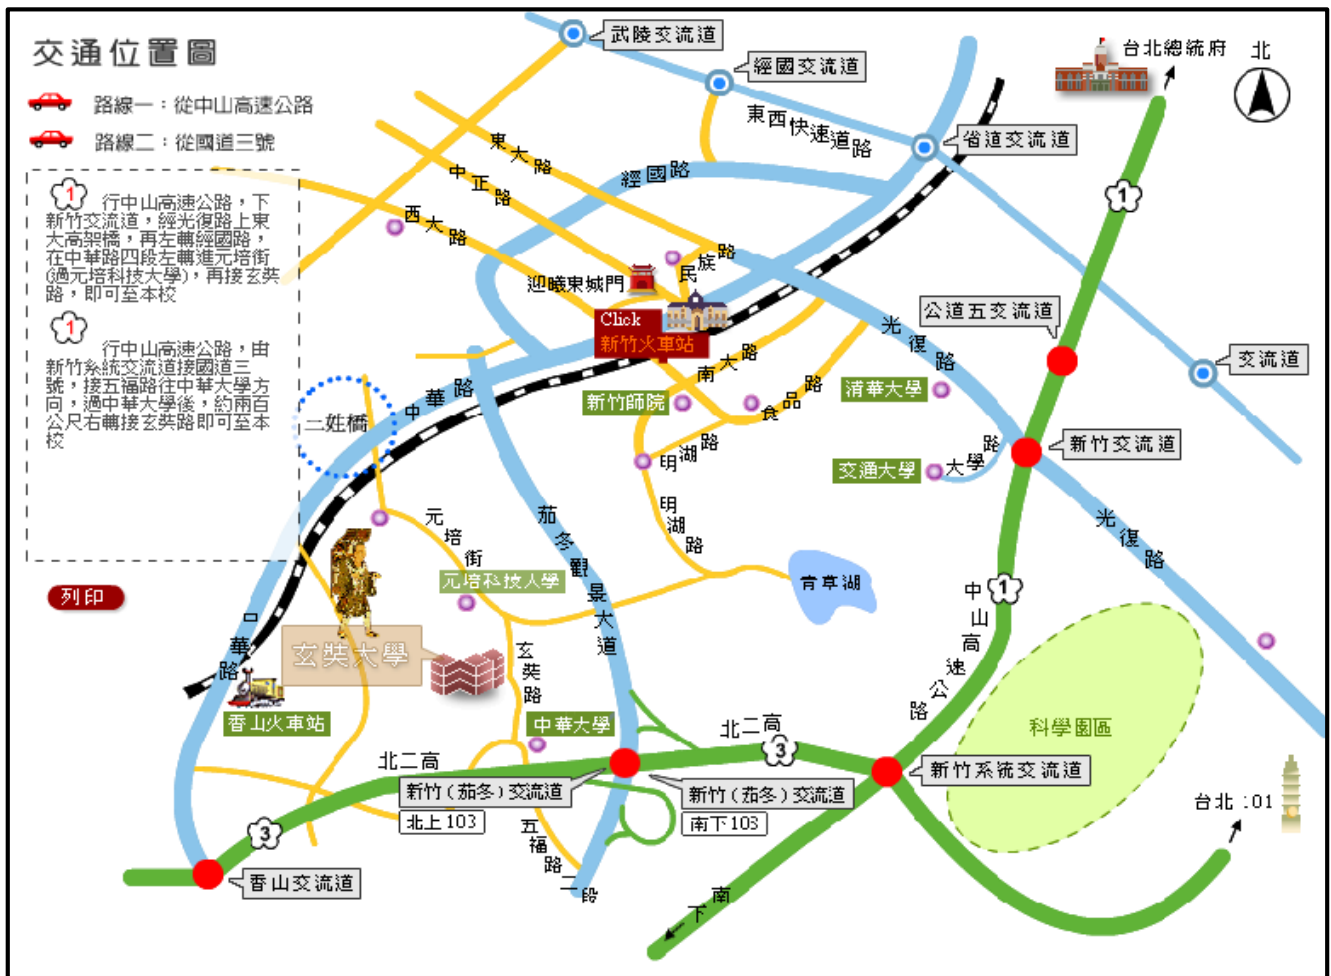 交通位置圖
路線一：從中山高速公路
路線二：從國道三號
1 行中山高速公路，下
新竹交流道，經光復路上東
大高架橋，再左轉經國路，
在中華路四段左轉進元培街
(過元培科技大學)，再接玄奘
路，即可至本校
1
行中山高速公路，由
新竹系統交流道接國道三
號，接五福路往中華大學方
向，過中華大學後，約兩百
公尺右轉接玄奘路即可至本
校
列印
武陵交流道
經國交流道
東西快速道路
省道交流道
台北總統府
北
東大路
中正路
西大路
經國路
民族路
迎曦東城門
Click
新竹火車站
公道五交流道
交流道
1
光復路
清華大學
南大路
食品路
新竹師院
中華路
三姓橋
明湖路
明湖路
交通大學
大學路
新竹交流道
光復路
元培街
元培科技大學
茄苳觀景大道
青草湖
1
中山高速公路
中華路
玄奘大學
玄奘路
香山火車站
中華大學
北二高
北二高
3
科學園區
新竹系統交流道
新竹(茄冬)交流道
北上103
新竹(茄冬)交流道
南下103
台北101
3
五福路二段
香山交流道
南下